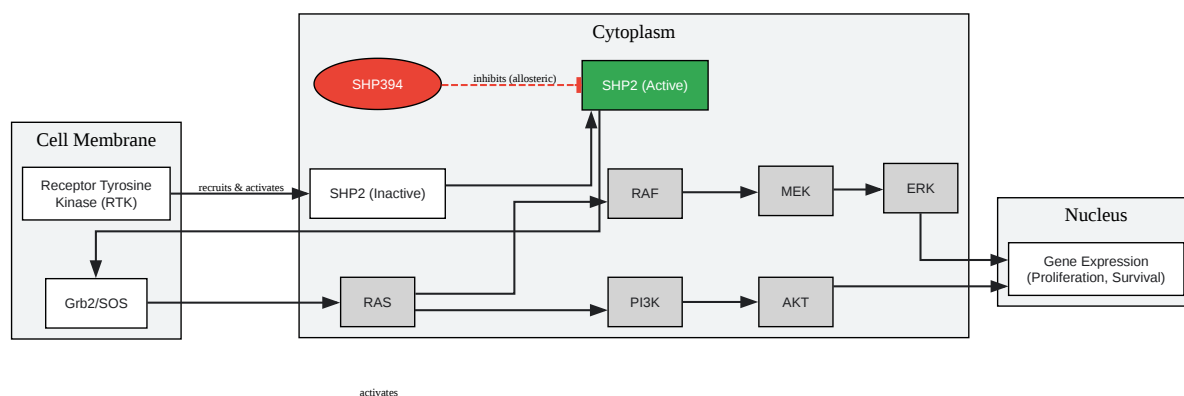 Cytoplasm
SHP394
inhibits (allosteric)
SHP2 (Active)
Cell Membrane
Receptor Tyrosine
Kinase (RTK)
recruits & activates
SHP2 (Inactive)
RAF
MEK
ERK
Nucleus
Gene Expression
(Proliferation, Survival)
Grb2/SOS
RAS
PI3K
AKT
activates